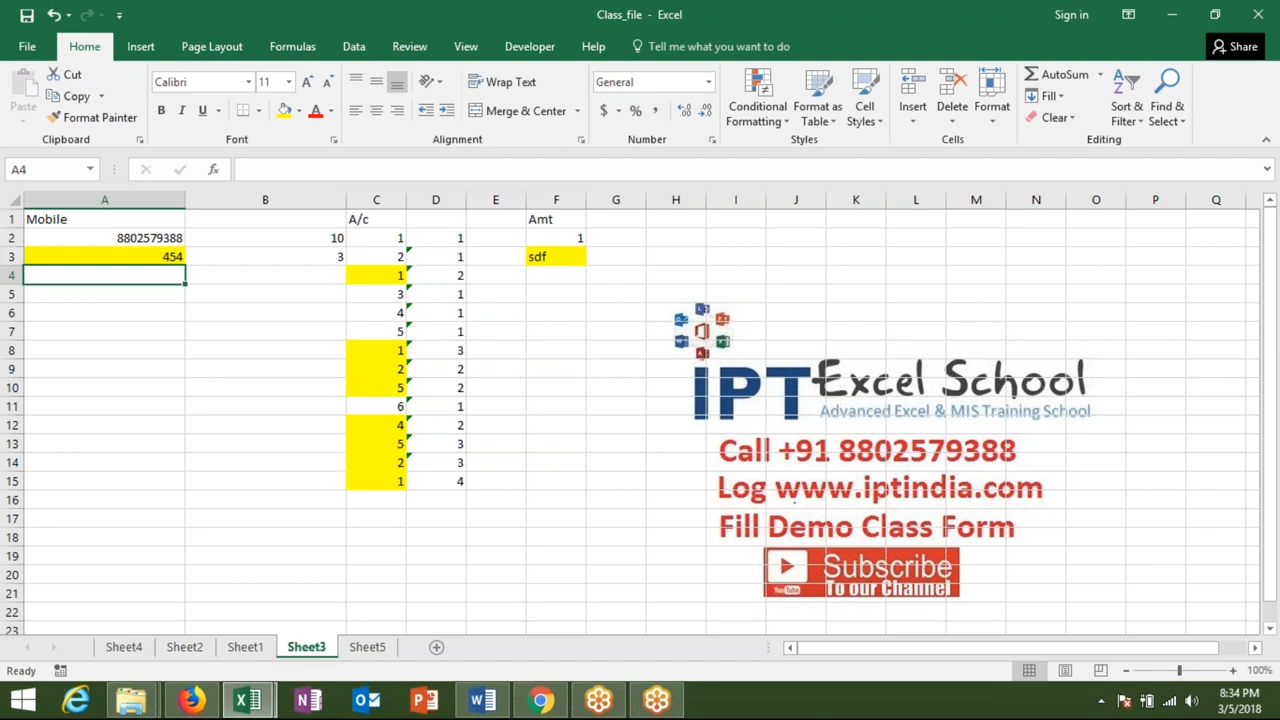 Class_file - Excel
Sign in
File Home Insert Page Layout Formulas Data Review View Developer Help Tell me what you want to do Share
Paste Cut Copy Format Painter Clipboard
Calibri 11 A A B I U A Font
Wrap Text Merge & Center Alignment
General $ % , Number
Conditional Formatting Format as Table Cell Styles Styles
Insert Delete Format Cells
AutoSum Fill Clear Sort & Filter Find & Select Editing
A4 fx
A B C D E F G H I J K L M N O P Q
1 Mobile A/c Amt
2 8802579388 10 1 1 1
3 454 3 2 1 sdf
4 1 2
5 3 1
6 4 1
7 5 1
8 1 3
9 2 2
10 5 2
11 6 1
12 4 2
13 5 3
14 2 3
15 1 4
16
17
18
19
20
21
22
23
IPT Excel School
Advanced Excel & MIS Training School
Call +91 8802579388
Log www.iptindia.com
Fill Demo Class Form
YouTube Subscribe
To our Channel
Sheet4 Sheet2 Sheet1 Sheet3 Sheet5
Ready 100%
8:34 PM
3/5/2018